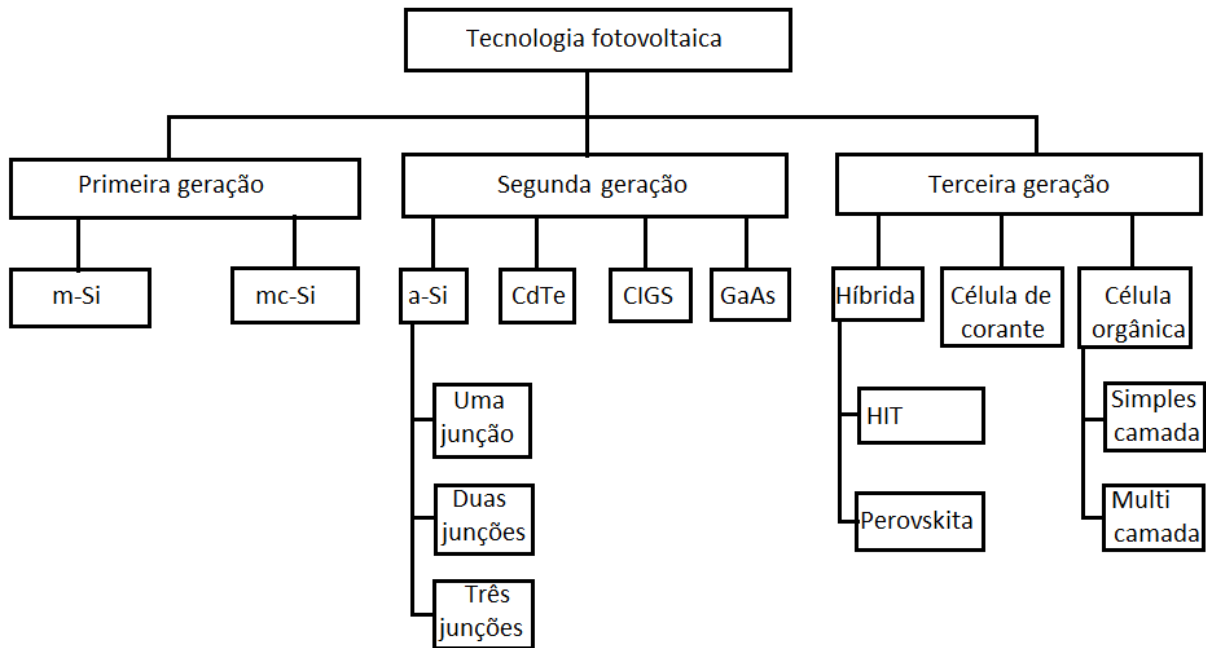 Tecnologia fotovoltaica
Primeira geração
Segunda geração
Terceira geração
m-Si
mc-Si
a-Si
CdTe
CIGS
GaAs
Híbrida
Célula de
corante
Célula
orgânica
Uma
junção
Duas
junções
Três
junções
HIT
Perovskita
Simples
camada
Multi
camada